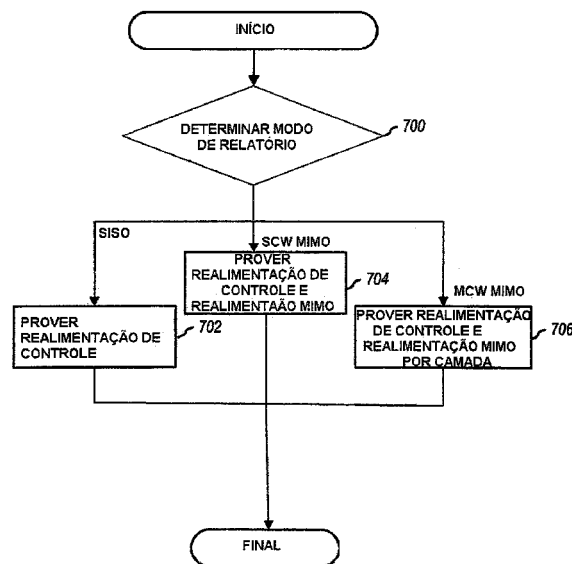 INÍCIO
DETERMINAR MODO
DE RELATÓRIO
700
SISO
SCW MIMO
MCW MIMO
PROVER
REALIMENTAÇÃO DE
CONTROLE
702
PROVER
REALIMENTAÇÃO DE
CONTROLE E
REALIMENTAÃO MIMO
704
PROVER REALIMENTAÇÃO
DE CONTROLE E
REALIMENTAÇÃO MIMO
POR CAMADA
706
FINAL